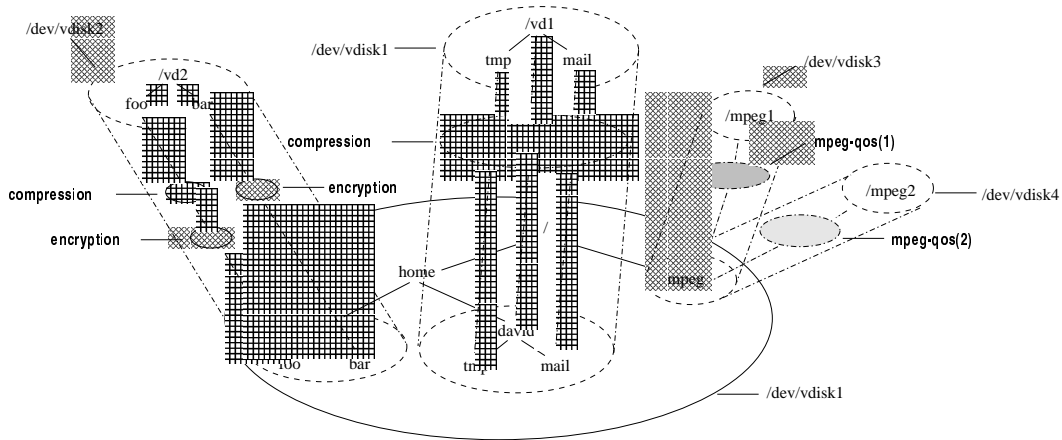 /dev/vdisk2
/vd2
foo
bar
compression
encryption
encryption
/dev/vdisk1
/vd1
tmp
mail
compression
/
home
david
tmp
mail
foo
bar
/dev/vdisk3
/mpeg1
mpeg-qos(1)
/mpeg2
/dev/vdisk4
mpeg-qos(2)
mpeg
/dev/vdisk1